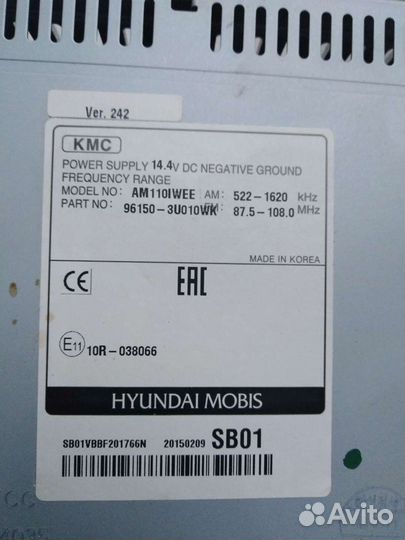 Ver. 242
KMC
POWER SUPPLY 14.4V DC NEGATIVE GROUND
FREQUENCY RANGE
MODEL NO: AM110IWEE AM: 522-1620 kHz
PART NO: 96150-3U010WK FM: 87.5-108.0 MHz
MADE IN KOREA
CE EAC
E11 10R-038066
HYUNDAI MOBIS
SB01VBBF201766N 20150209 SB01
Avito